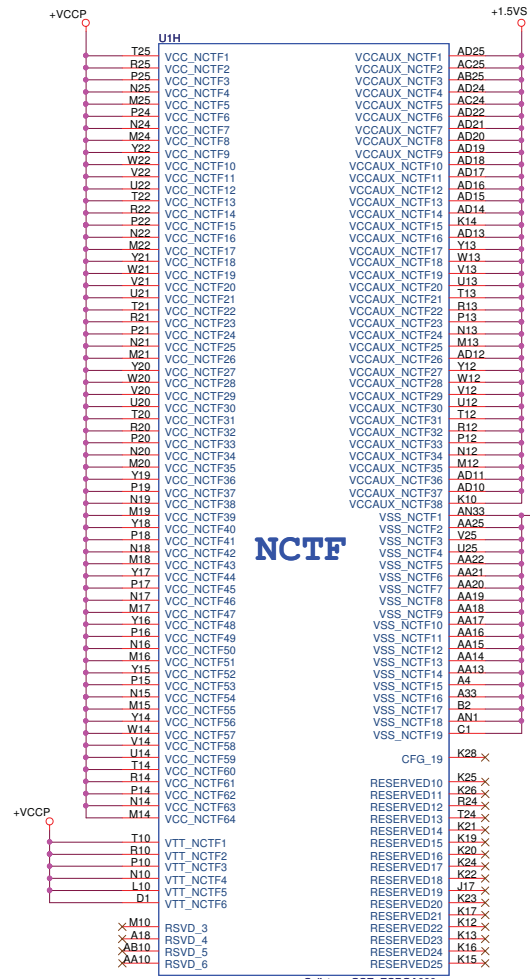 +VCCP
+1.5VS
U1H
T25 VCC_NCTF1
R25 VCC_NCTF2
P25 VCC_NCTF3
N25 VCC_NCTF4
M25 VCC_NCTF5
P24 VCC_NCTF6
N24 VCC_NCTF7
M24 VCC_NCTF8
Y22 VCC_NCTF9
W22 VCC_NCTF10
V22 VCC_NCTF11
U22 VCC_NCTF12
T22 VCC_NCTF13
R22 VCC_NCTF14
P22 VCC_NCTF15
N22 VCC_NCTF16
M22 VCC_NCTF17
Y21 VCC_NCTF18
W21 VCC_NCTF19
V21 VCC_NCTF20
U21 VCC_NCTF21
T21 VCC_NCTF22
R21 VCC_NCTF23
P21 VCC_NCTF24
N21 VCC_NCTF25
M21 VCC_NCTF26
Y20 VCC_NCTF27
W20 VCC_NCTF28
V20 VCC_NCTF29
U20 VCC_NCTF30
T20 VCC_NCTF31
R20 VCC_NCTF32
P20 VCC_NCTF33
N20 VCC_NCTF34
M20 VCC_NCTF35
Y19 VCC_NCTF36
P19 VCC_NCTF37
N19 VCC_NCTF38
M19 VCC_NCTF39
Y18 VCC_NCTF40
P18 VCC_NCTF41
N18 VCC_NCTF42
M18 VCC_NCTF43
Y17 VCC_NCTF44
P17 VCC_NCTF45
N17 VCC_NCTF46
M17 VCC_NCTF47
Y16 VCC_NCTF48
P16 VCC_NCTF49
N16 VCC_NCTF50
M16 VCC_NCTF51
Y15 VCC_NCTF52
P15 VCC_NCTF53
N15 VCC_NCTF54
M15 VCC_NCTF55
Y14 VCC_NCTF56
W14 VCC_NCTF57
V14 VCC_NCTF58
U14 VCC_NCTF59
T14 VCC_NCTF60
R14 VCC_NCTF61
P14 VCC_NCTF62
N14 VCC_NCTF63
M14 VCC_NCTF64
+VCCP
T10 VTT_NCTF1
R10 VTT_NCTF2
P10 VTT_NCTF3
N10 VTT_NCTF4
L10 VTT_NCTF5
D1 VTT_NCTF6
M10 RSVD_3
A18 RSVD_4
AB10 RSVD_5
AA10 RSVD_6
NCTF
VCCAUX_NCTF1 AD25
VCCAUX_NCTF2 AC25
VCCAUX_NCTF3 AB25
VCCAUX_NCTF4 AD24
VCCAUX_NCTF5 AC24
VCCAUX_NCTF6 AD22
VCCAUX_NCTF7 AD21
VCCAUX_NCTF8 AD20
VCCAUX_NCTF9 AD19
VCCAUX_NCTF10 AD18
VCCAUX_NCTF11 AD17
VCCAUX_NCTF12 AD16
VCCAUX_NCTF13 AD15
VCCAUX_NCTF14 AD14
VCCAUX_NCTF15 K14
VCCAUX_NCTF16 AD13
VCCAUX_NCTF17 Y13
VCCAUX_NCTF18 W13
VCCAUX_NCTF19 V13
VCCAUX_NCTF20 U13
VCCAUX_NCTF21 T13
VCCAUX_NCTF22 R13
VCCAUX_NCTF23 P13
VCCAUX_NCTF24 N13
VCCAUX_NCTF25 M13
VCCAUX_NCTF26 AD12
VCCAUX_NCTF27 Y12
VCCAUX_NCTF28 W12
VCCAUX_NCTF29 V12
VCCAUX_NCTF30 U12
VCCAUX_NCTF31 T12
VCCAUX_NCTF32 R12
VCCAUX_NCTF33 P12
VCCAUX_NCTF34 N12
VCCAUX_NCTF35 M12
VCCAUX_NCTF36 AD11
VCCAUX_NCTF37 AD10
VCCAUX_NCTF38 K10
VSS_NCTF1 AN33
VSS_NCTF2 AA25
VSS_NCTF3 V25
VSS_NCTF4 U25
VSS_NCTF5 AA22
VSS_NCTF6 AA21
VSS_NCTF7 AA20
VSS_NCTF8 AA19
VSS_NCTF9 AA18
VSS_NCTF10 AA17
VSS_NCTF11 AA16
VSS_NCTF12 AA15
VSS_NCTF13 AA14
VSS_NCTF14 AA13
VSS_NCTF15 A4
VSS_NCTF16 A33
VSS_NCTF17 B2
VSS_NCTF18 AN1
VSS_NCTF19 C1
CFG_19 K28
RESERVED10 K25
RESERVED11 K26
RESERVED12 R24
RESERVED13 T24
RESERVED14 K21
RESERVED15 K19
RESERVED16 K20
RESERVED17 K24
RESERVED18 K22
RESERVED19 J17
RESERVED20 K23
RESERVED21 K17
RESERVED22 K12
RESERVED23 K13
RESERVED24 K16
RESERVED25 K15